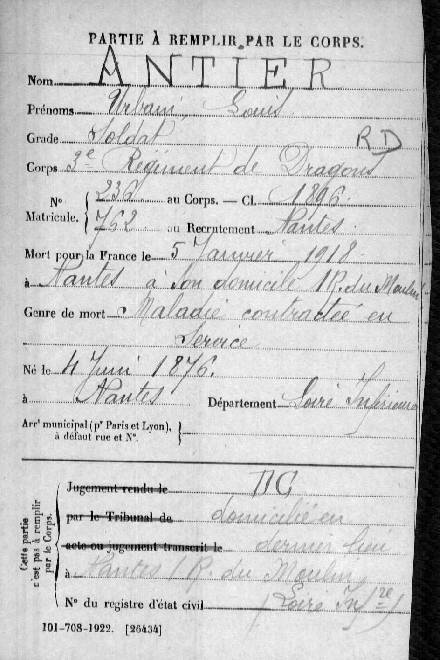 PARTIE À REMPLIR PAR LE CORPS.
Nom ANTIER
Prénoms Urbain, Louis
Grade Soldat RD
Corps 3e Régiment de Dragons
N° 236 au Corps. — Cl. 1896
Matricule. 762 au Recrutement Nantes
Mort pour la France le 5 Janvier 1918
à Nantes à son domicile 1 R. du Moulin
Genre de mort Maladie contractée en
Service
Né le 4 Juin 1876.
à Nantes Département Loire Inférieure
Arrt municipal (pr Paris et Lyon),
à défaut rue et N°.
Cette partie n'est pas à remplir par le Corps.
Jugement rendu le DC
par le Tribunal de domicilié en
acte ou jugement transcrit le dernier lieu
à Nantes 1 R. du Moulin
N° du registre d'état civil (Loire Infre)
101-708-1922. [26434]